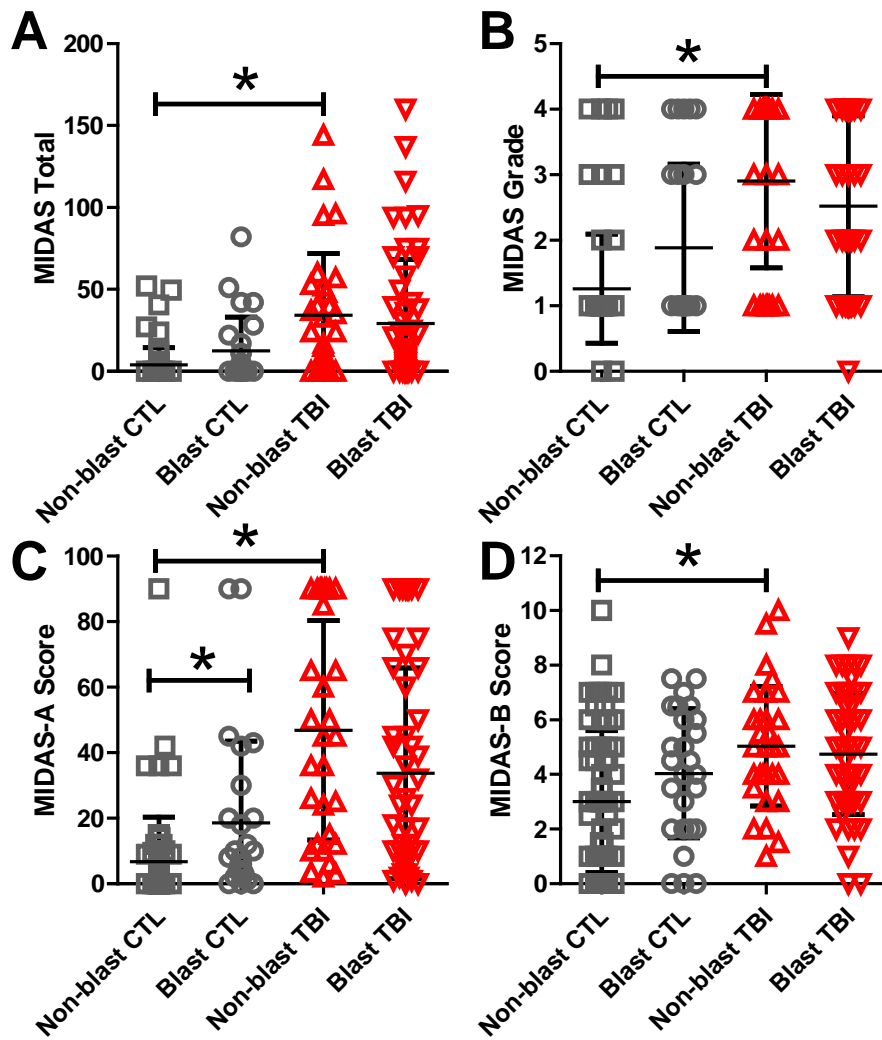 A
MIDAS Total
200
150
100
50
0
*
Non-blast CTL
Blast CTL
Non-blast TBI
Blast TBI
B
MIDAS Grade
5
4
3
2
1
0
*
Non-blast CTL
Blast CTL
Non-blast TBI
Blast TBI
C
MIDAS-A Score
100
80
60
40
20
0
*
*
Non-blast CTL
Blast CTL
Non-blast TBI
Blast TBI
D
MIDAS-B Score
12
10
8
6
4
2
0
*
Non-blast CTL
Blast CTL
Non-blast TBI
Blast TBI